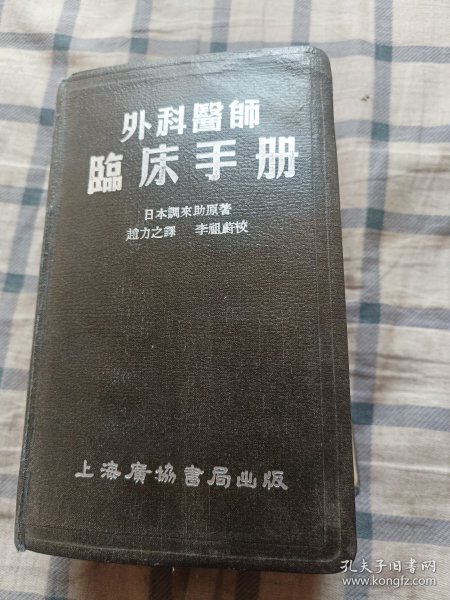 外科醫師
臨床手册
日本調來助原著
趙力之譯 李祖蔚校
上海廣協書局出版
孔夫子旧书网
www.kongfz.com